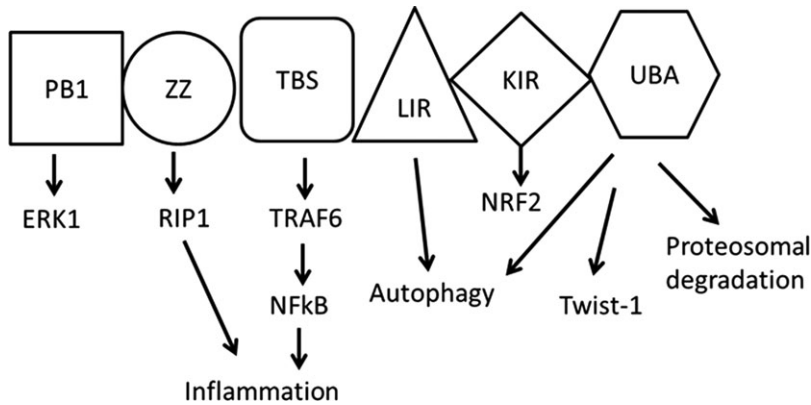 PB1
ZZ
TBS
LIR
KIR
UBA
ERK1
RIP1
TRAF6
NRF2
Proteosomal
degradation
NFkB
Autophagy
Twist-1
Inflammation